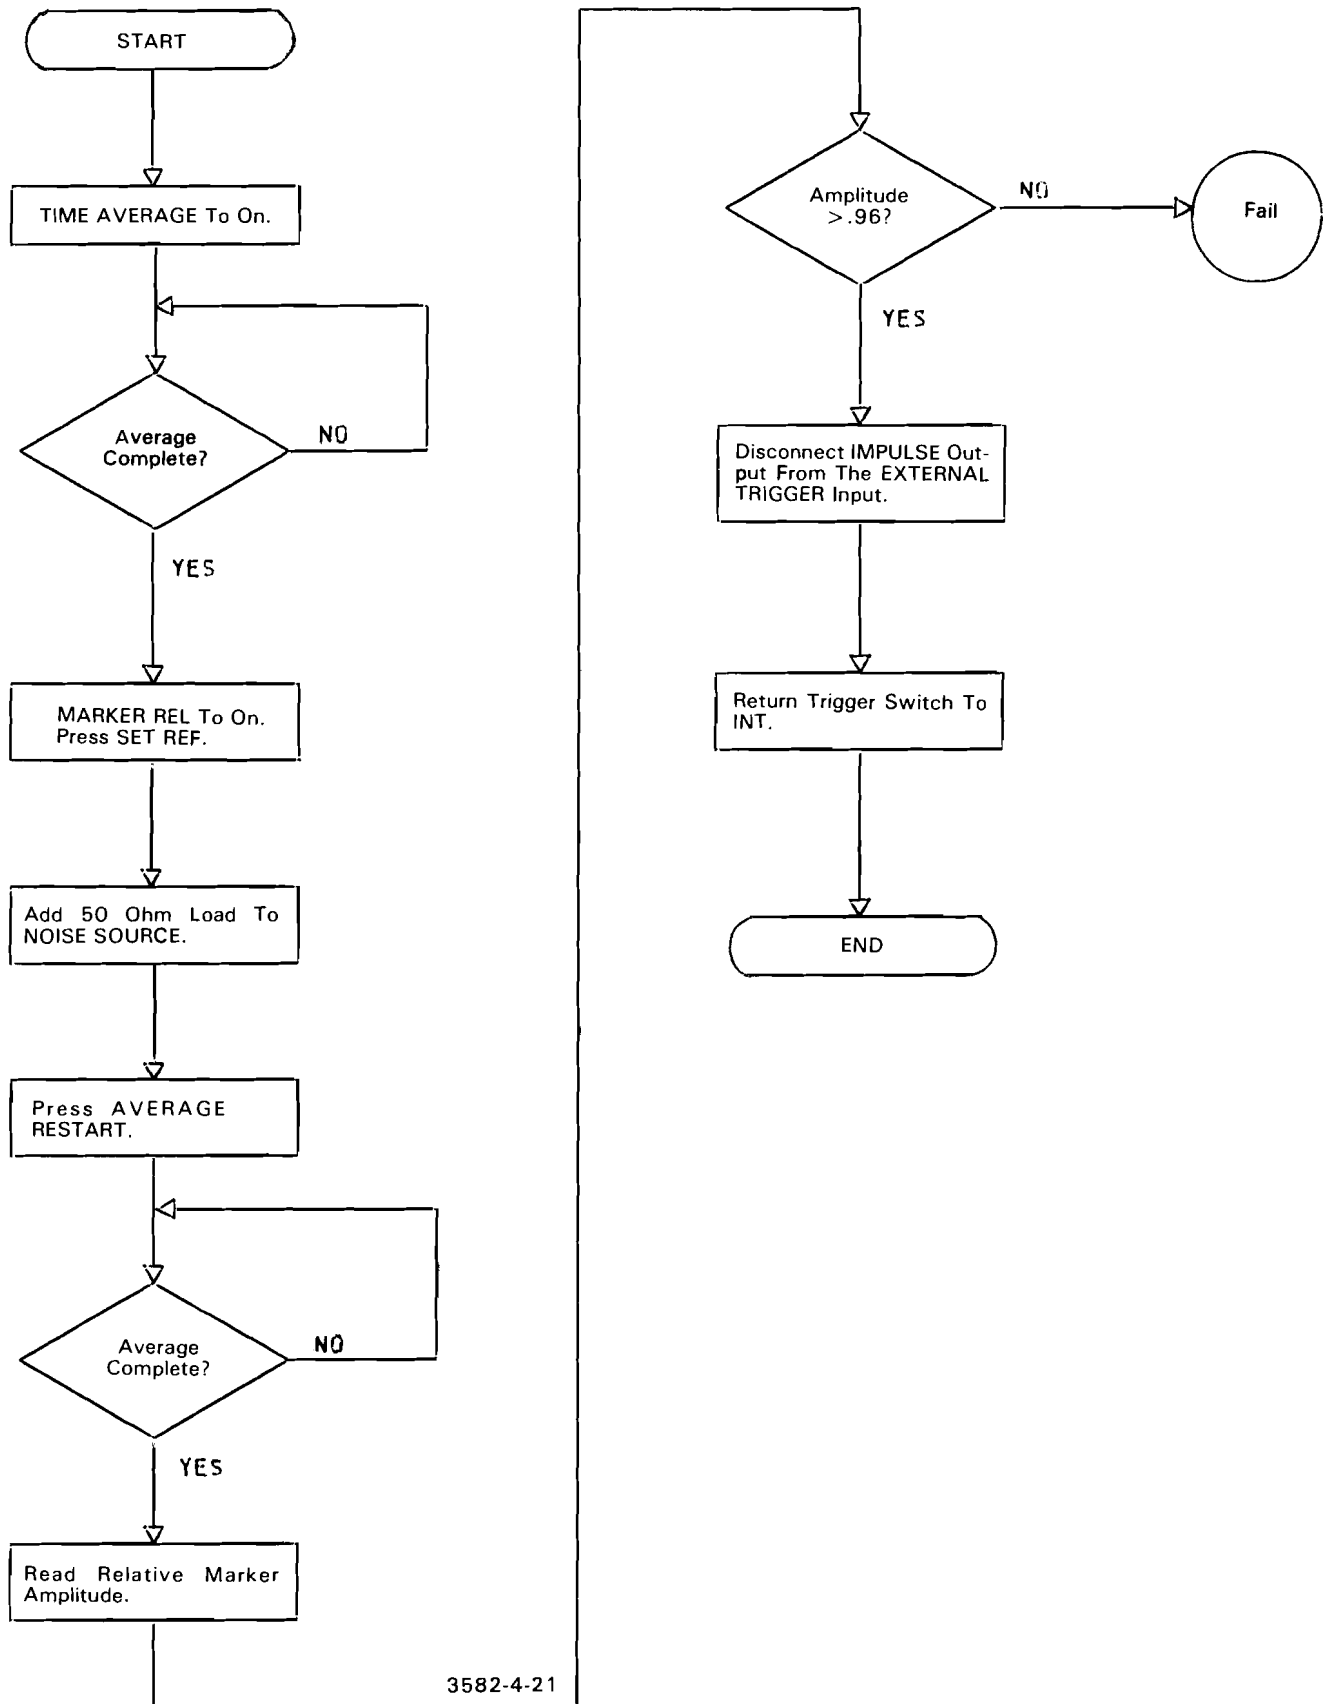 START
TIME AVERAGE To On.
Average
Complete?
NO
YES
MARKER REL To On.
Press SET REF.
Add 50 Ohm Load To
NOISE SOURCE.
Press AVERAGE
RESTART.
Average
Complete?
NO
YES
Read Relative Marker
Amplitude.
3582-4-21
Amplitude
>.96?
NO
Fail
YES
Disconnect IMPULSE Out-
put From The EXTERNAL
TRIGGER Input.
Return Trigger Switch To
INT.
END